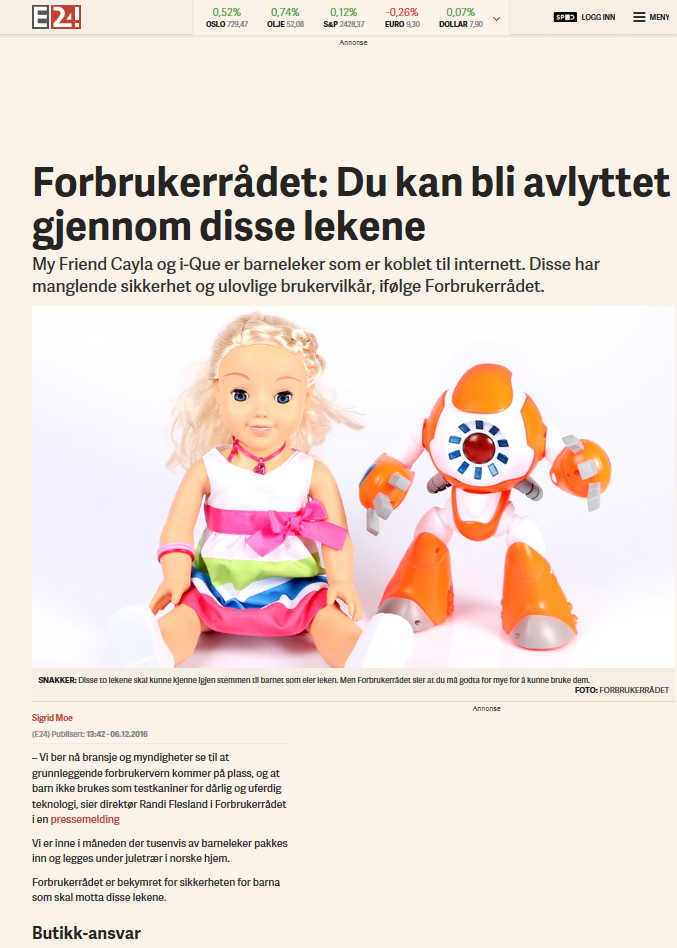 E24
0,52% 0,74% 0,12% -0,26% 0,07%
OSLO 729,47 OLJE 52,08 S&P 2428,37 EURO 9,30 DOLLAR 7,90
SPiD LOGG INN MENY
Annonse
Forbrukerrådet: Du kan bli avlyttet
gjennom disse lekene
My Friend Cayla og i-Que er barneleker som er koblet til internett. Disse har
manglende sikkerhet og ulovlige brukervilkår, ifølge Forbrukerrådet.
SNAKKER: Disse to lekene skal kunne kjenne igjen stemmen til barnet som eier leken. Men Forbrukerrådet sier at du må godta for mye for å kunne bruke dem.
FOTO: FORBRUKERRÅDET
Annonse
Sigrid Moe
(E24) Publisert: 13:42 - 06.12.2016
– Vi ber nå bransje og myndigheter se til at
grunnleggende forbrukervern kommer på plass, og at
barn ikke brukes som testkaniner for dårlig og uferdig
teknologi, sier direktør Randi Flesland i Forbrukerrådet
i en pressemelding
Vi er inne i måneden der tusenvis av barneleker pakkes
inn og legges under juletrær i norske hjem.
Forbrukerrådet er bekymret for sikkerheten for barna
som skal motta disse lekene.
Butikk-ansvar